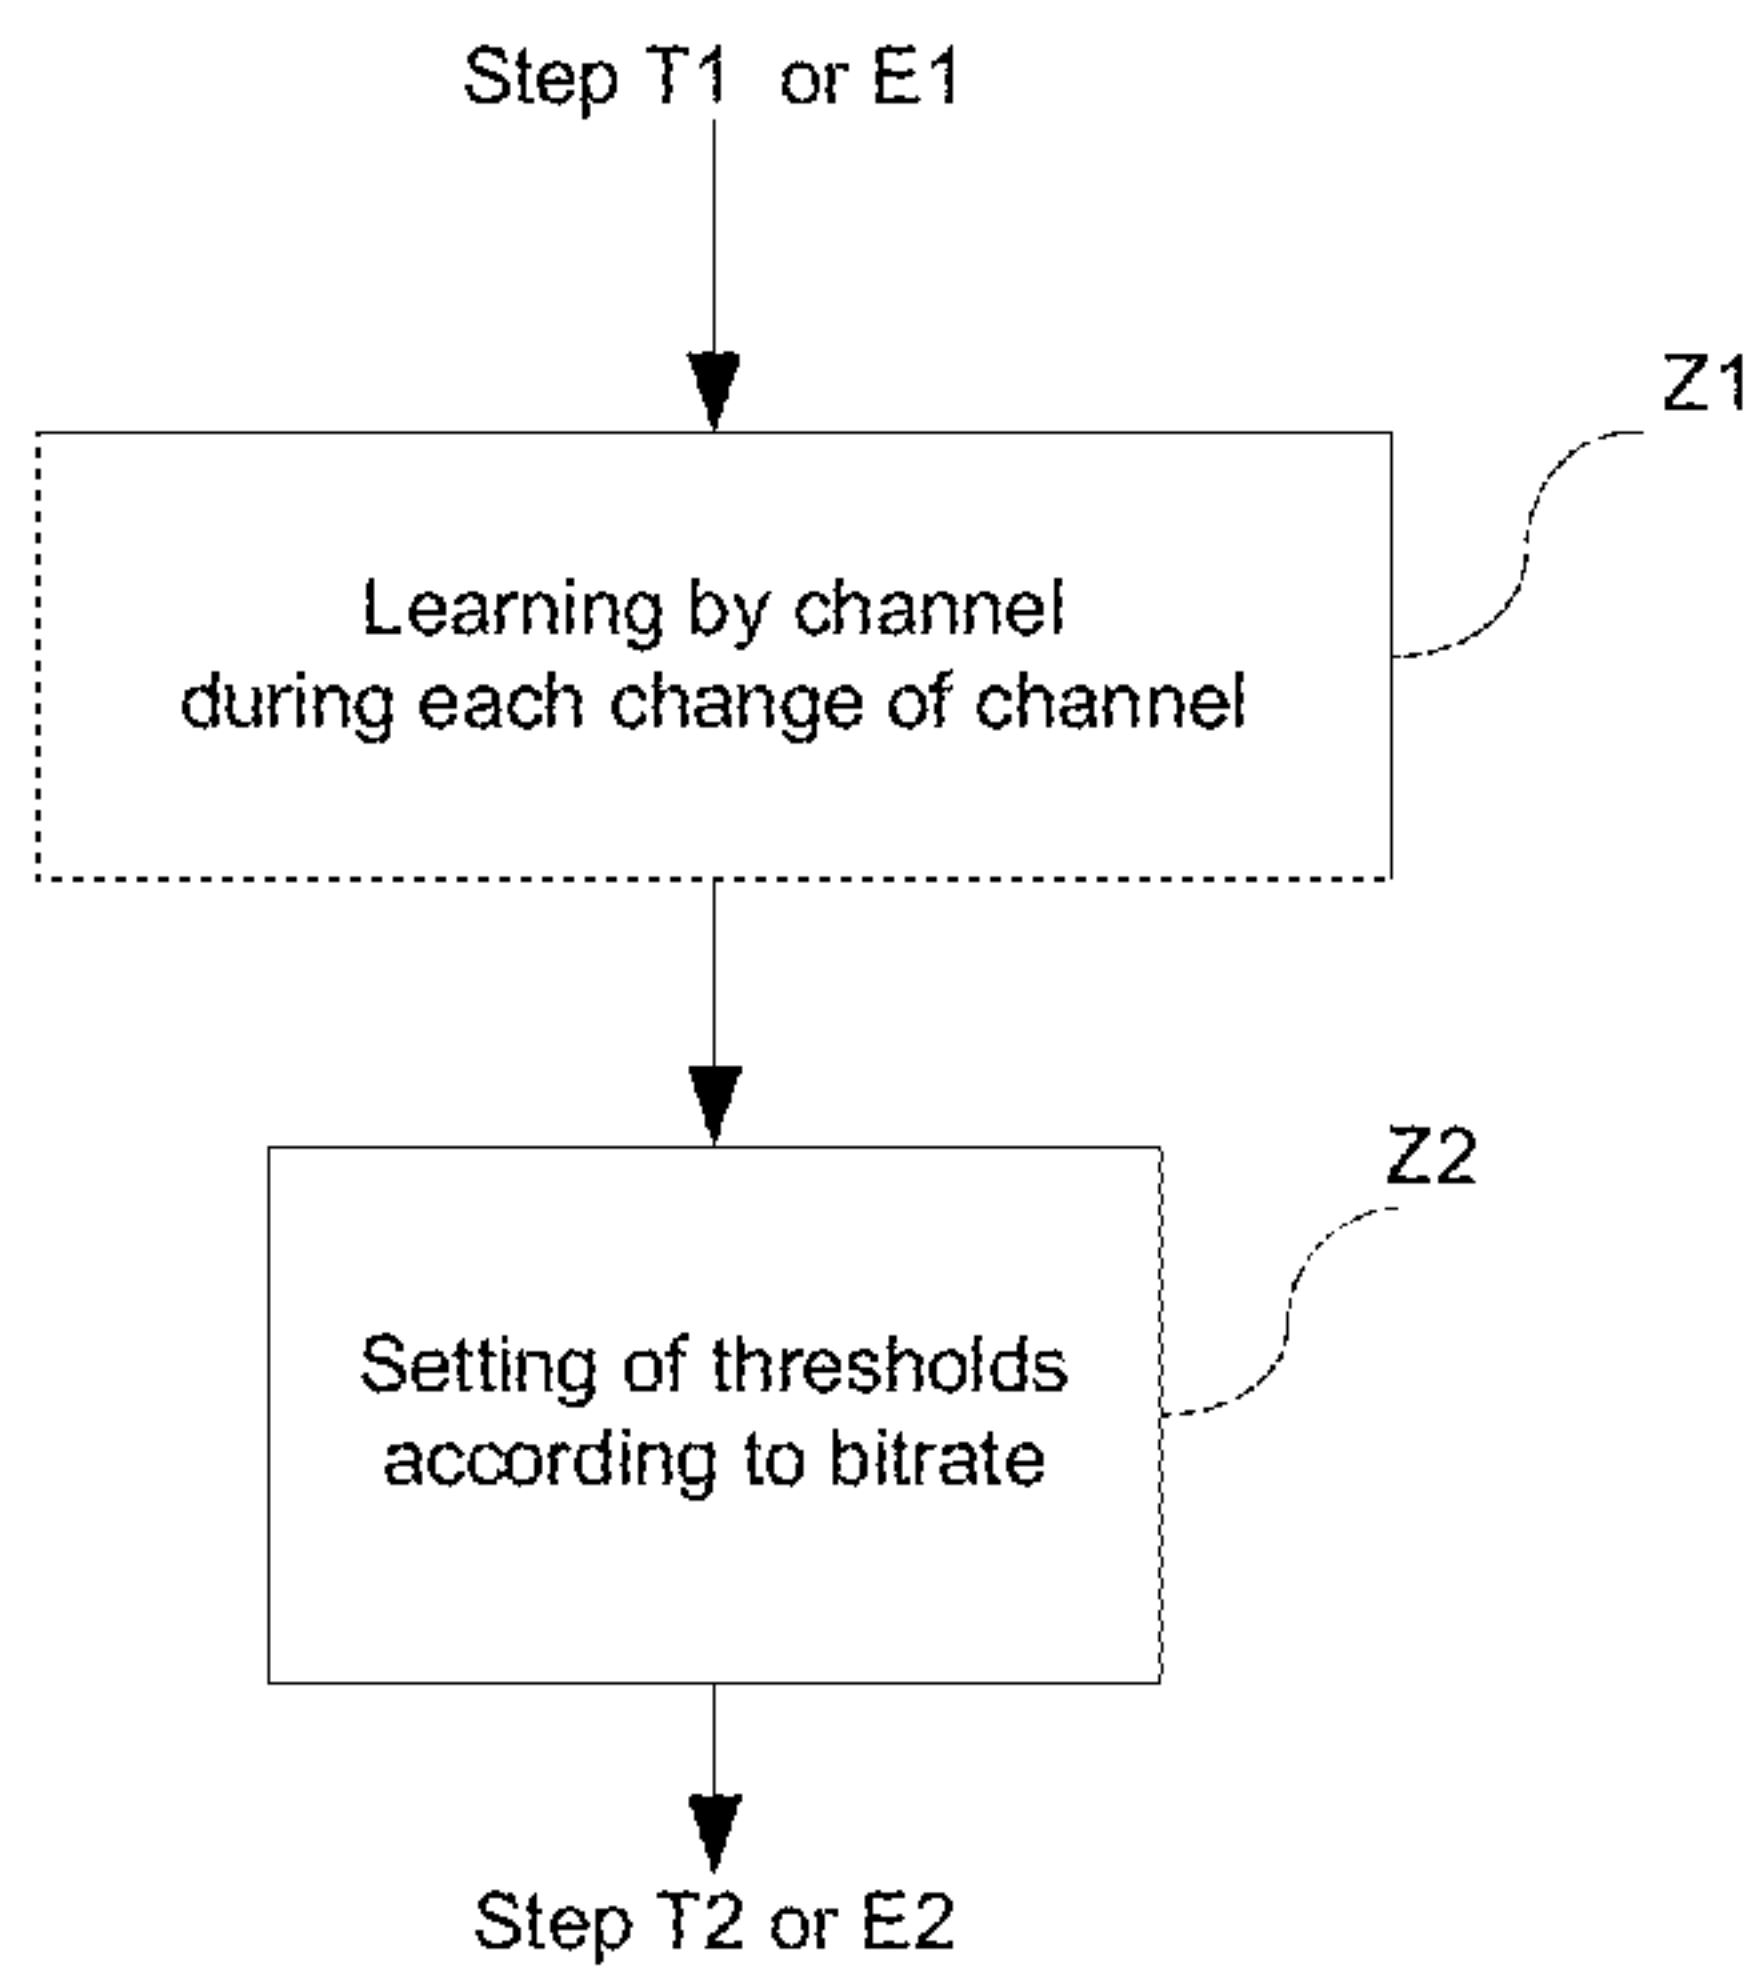 Step T1 or E1
Z1
Learning by channel
during each change of channel
Z2
Setting of thresholds
according to bitrate
Step T2 or E2